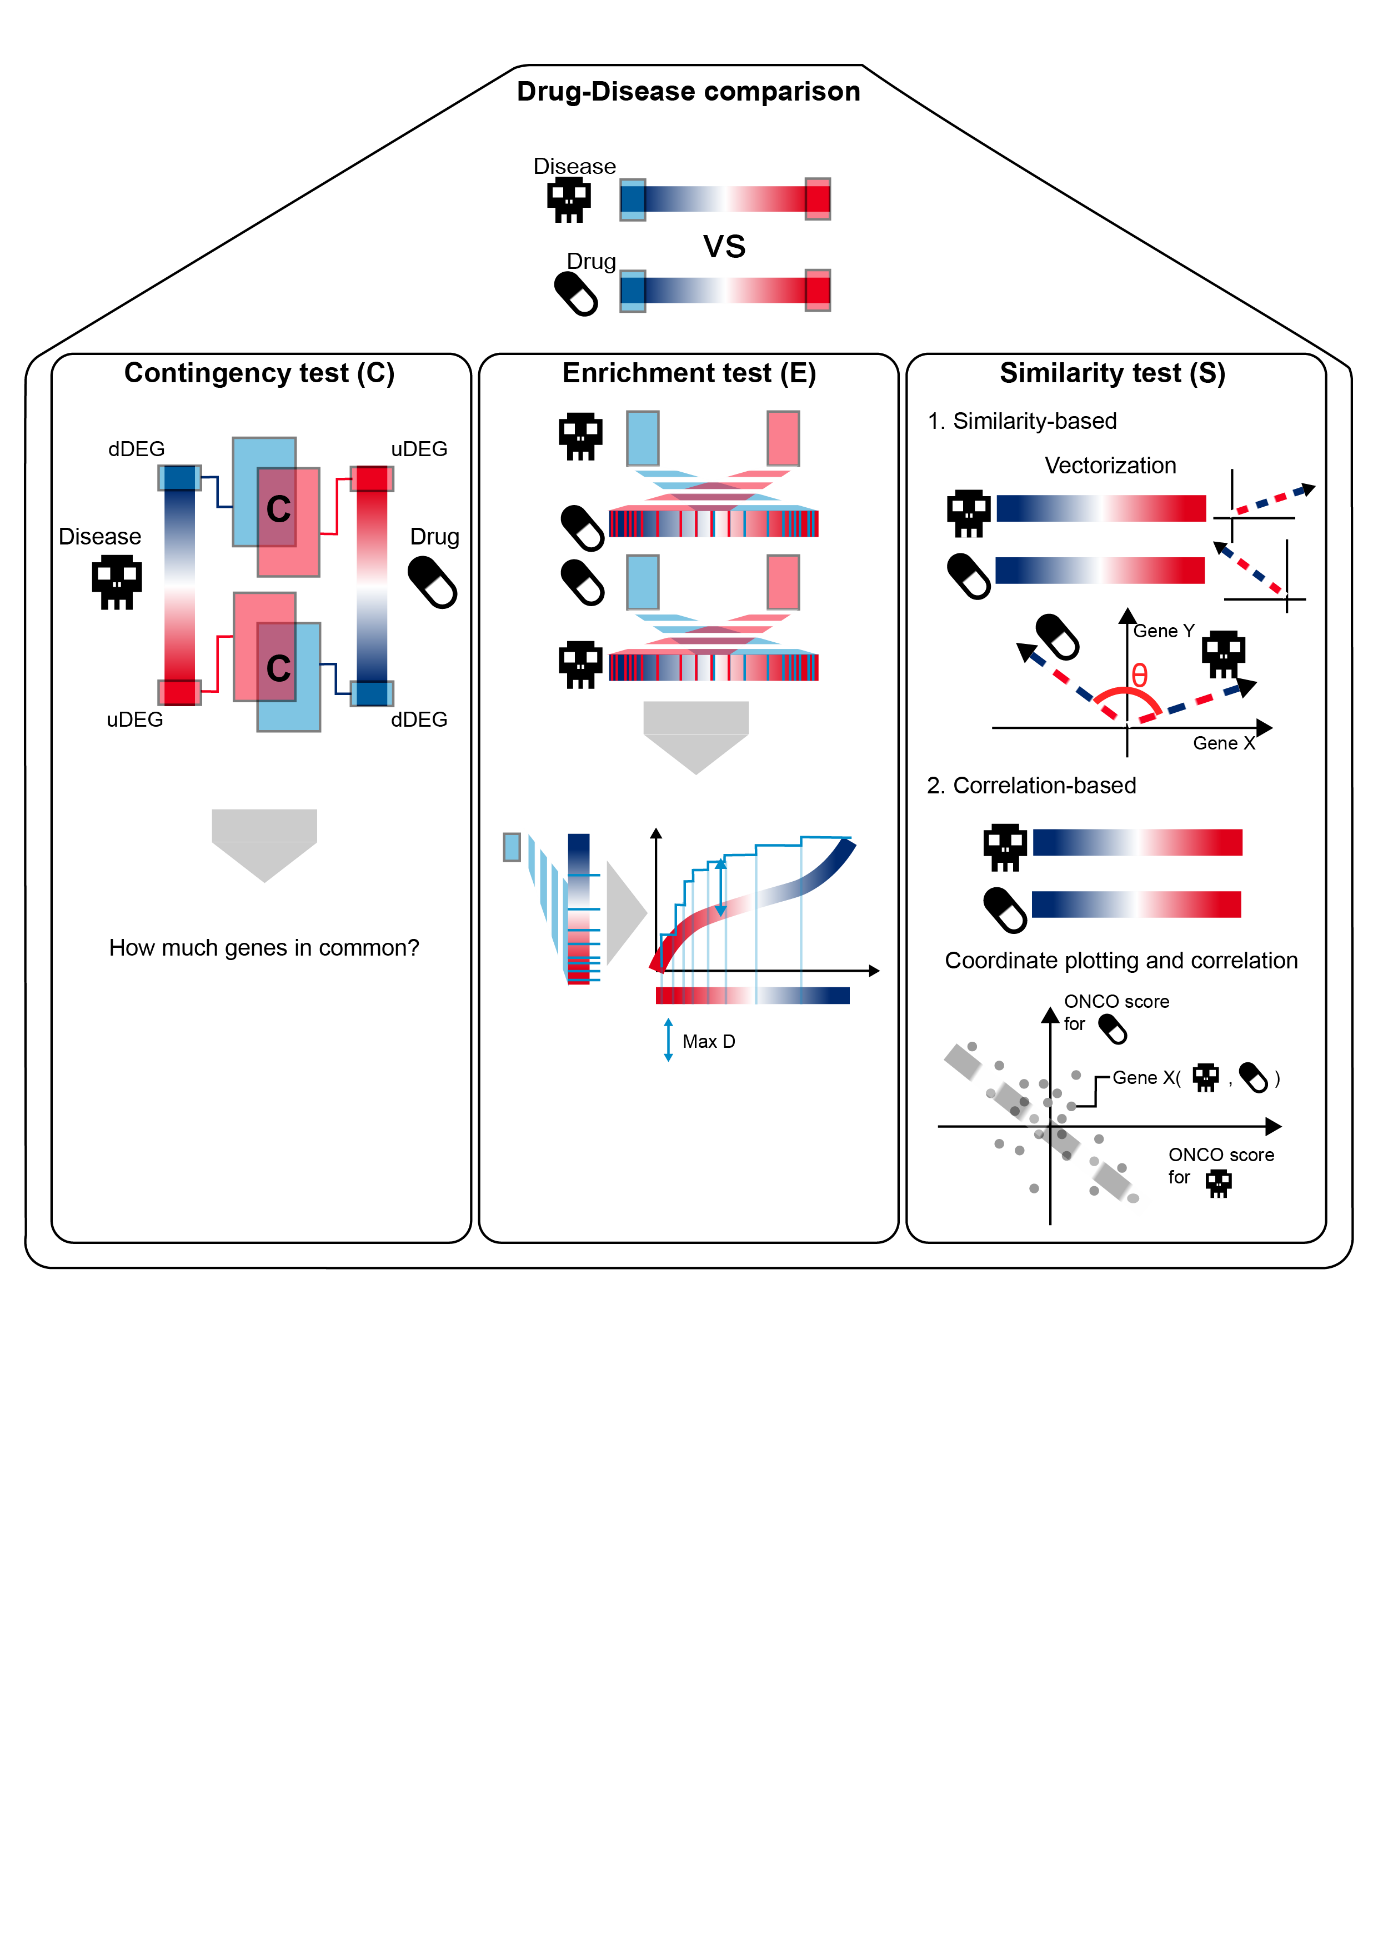 Drug-Disease comparison
Disease
VS
Drug
Contingency test (C)
dDEG
uDEG
C
Disease
Drug
C
uDEG
dDEG
How much genes in common?
Enrichment test (E)
Max D
Similarity test (S)
1. Similarity-based
Vectorization
Gene Y
θ
Gene X
2. Correlation-based
Coordinate plotting and correlation
ONCO score
for
Gene X( , )
ONCO score
for